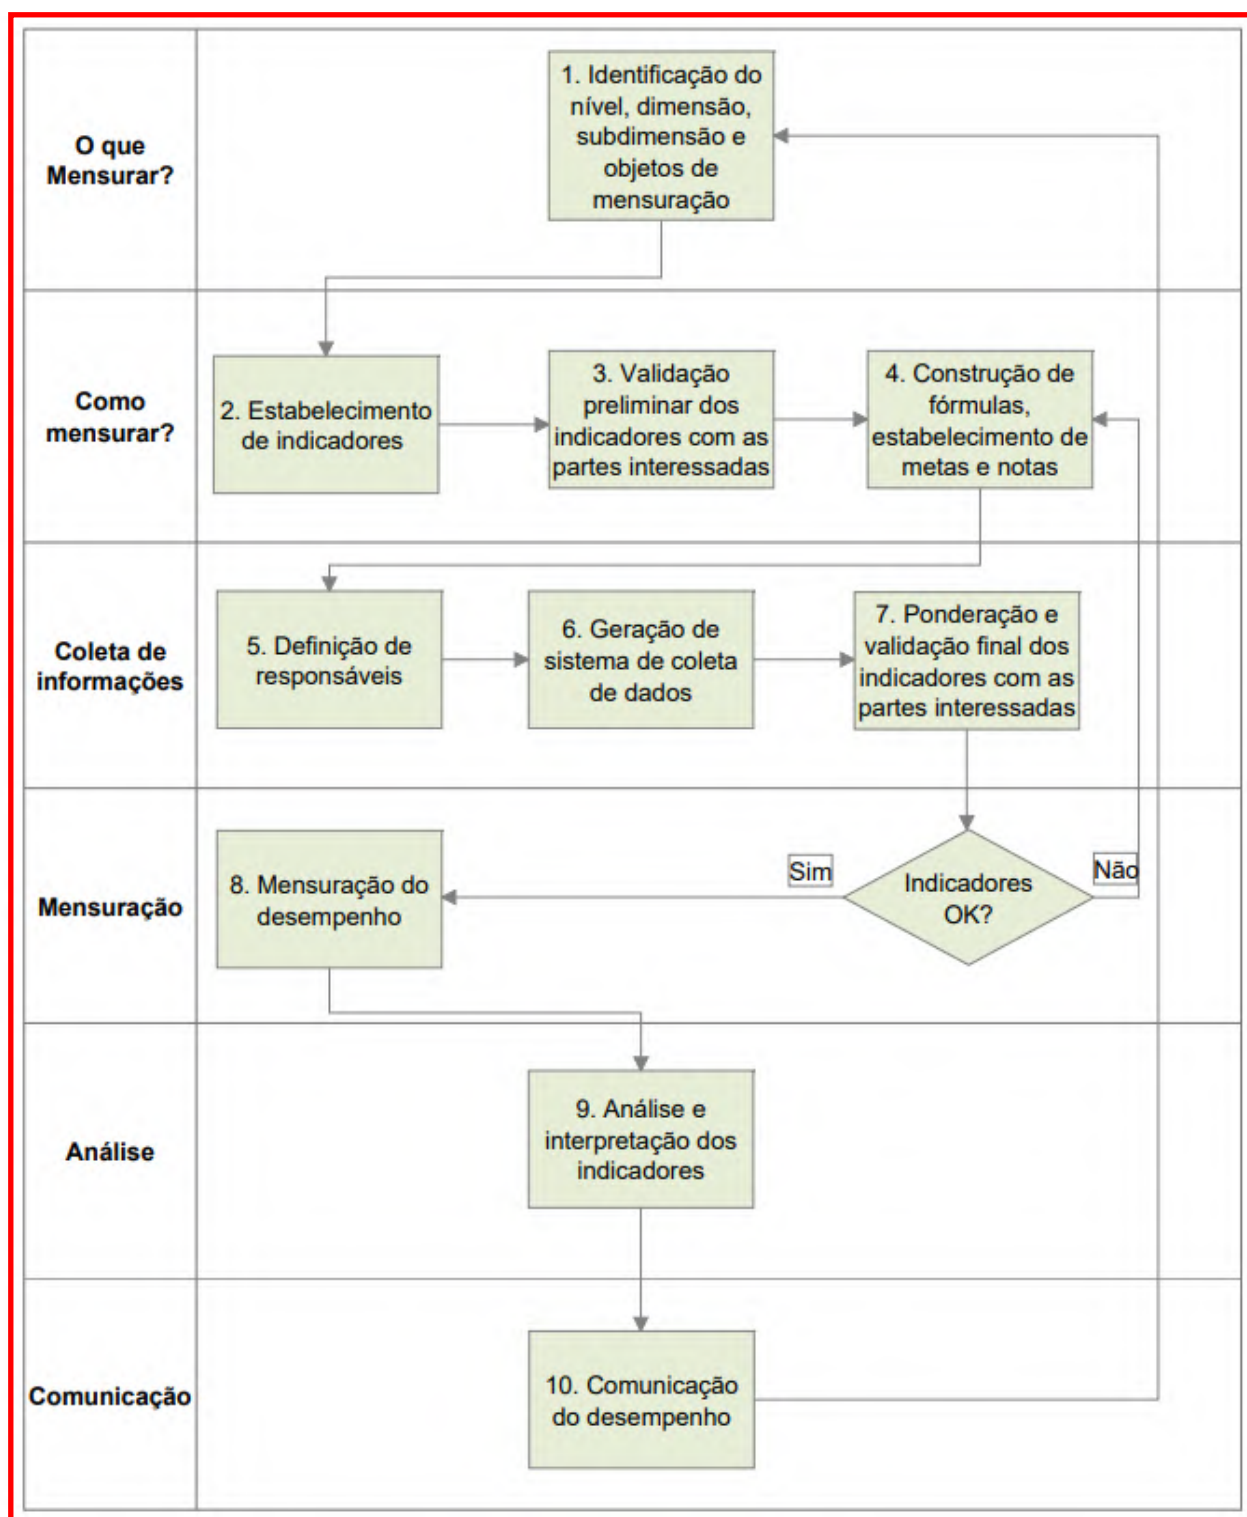 O que
Mensurar?
1. Identificação do
nível, dimensão,
subdimensão e
objetos de
mensuração
Como
mensurar?
2. Estabelecimento
de indicadores
3. Validação
preliminar dos
indicadores com as
partes interessadas
4. Construção de
fórmulas,
estabelecimento de
metas e notas
Coleta de
informações
5. Definição de
responsáveis
6. Geração de
sistema de coleta
de dados
7. Ponderação e
validação final dos
indicadores com as
partes interessadas
Mensuração
8. Mensuração do
desempenho
Sim
Indicadores
OK?
Não
Análise
9. Análise e
interpretação dos
indicadores
Comunicação
10. Comunicação
do desempenho